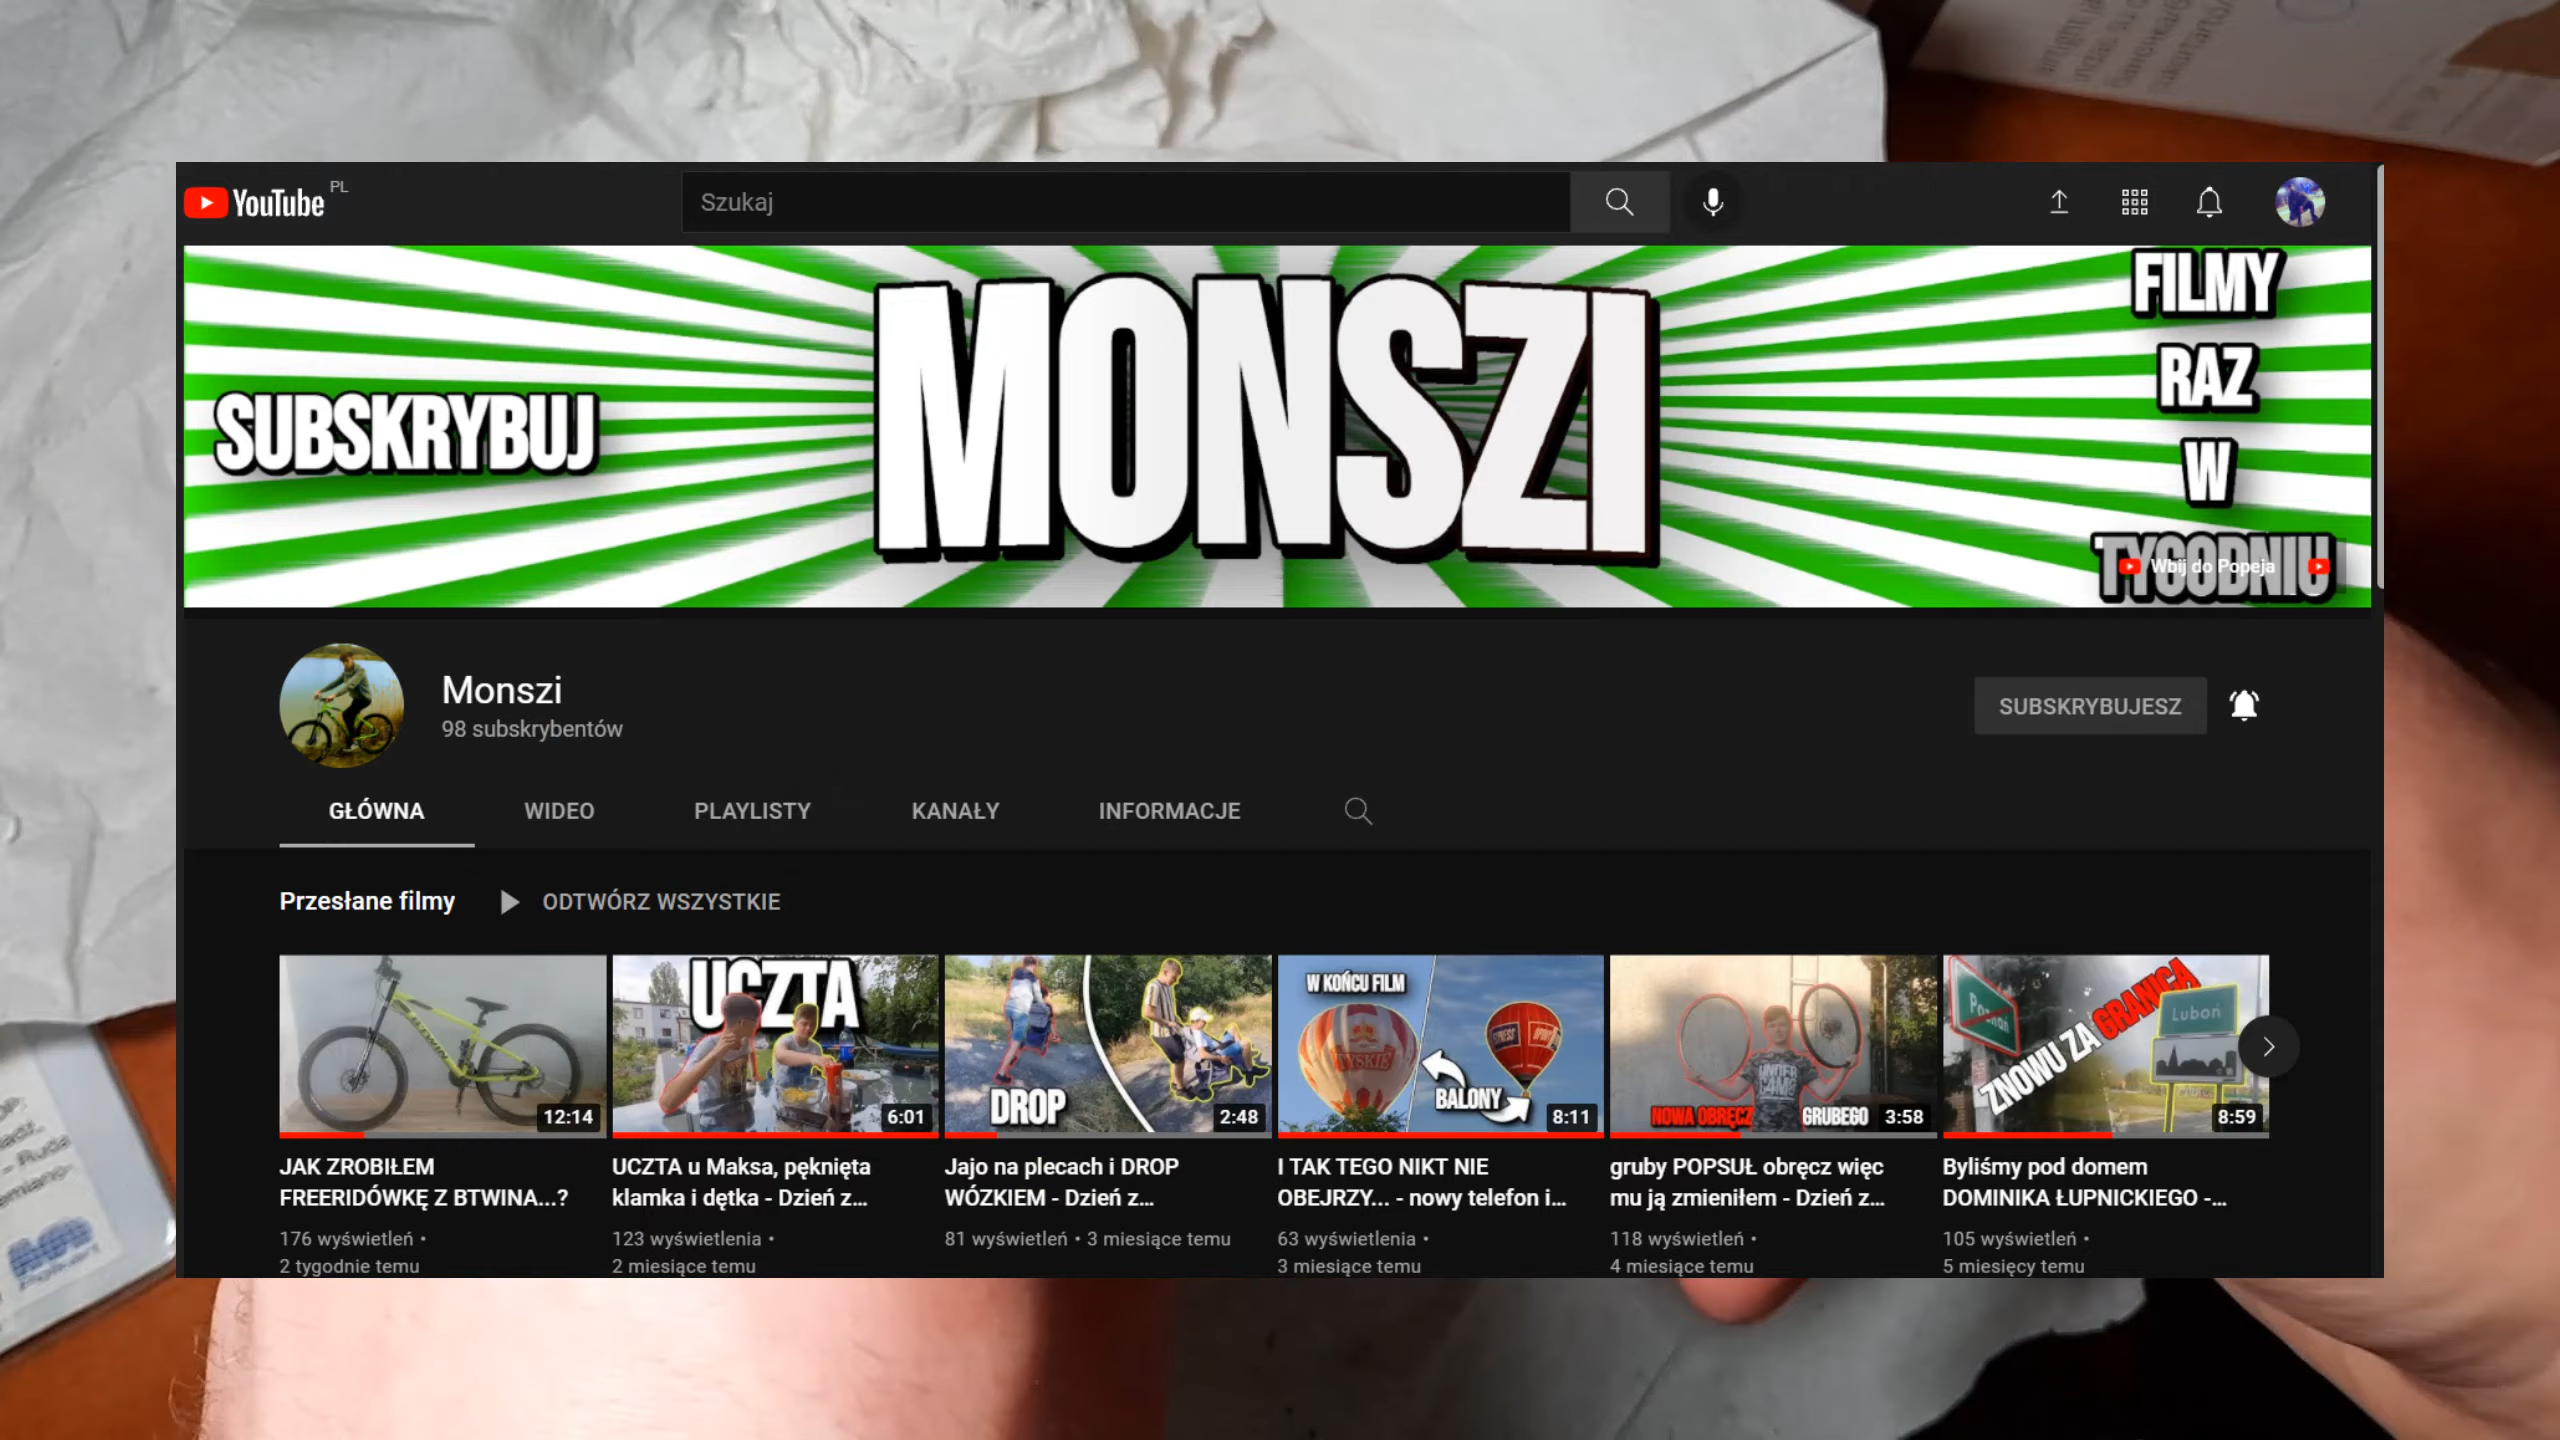 YouTube PL
Szukaj
SUBSKRYBUJ
MONSZI
FILMY
RAZ
W
TYGODNIU
Wbij do Popeja
Monszi
98 subskrybentów
SUBSKRYBUJESZ
GŁÓWNA
WIDEO
PLAYLISTY
KANAŁY
INFORMACJE
Przesłane filmy
ODTWÓRZ WSZYSTKIE
BTWIN
12:14
JAK ZROBIŁEM
FREERIDÓWKĘ Z BTWINA...?
176 wyświetleń •
2 tygodnie temu
UCZTA
6:01
UCZTA u Maksa, pęknięta
klamka i dętka - Dzień z...
123 wyświetlenia •
2 miesiące temu
DROP
2:48
Jajo na plecach i DROP
WÓZKIEM - Dzień z...
81 wyświetleń • 3 miesiące temu
W KOŃCU FILM
TYSKIE
BALONY
8:11
I TAK TEGO NIKT NIE
OBEJRZY... - nowy telefon i...
63 wyświetlenia •
3 miesiące temu
NOWA OBRĘCZ
GRUBEGO
3:58
gruby POPSUŁ obręcz więc
mu ją zmieniłem - Dzień z...
118 wyświetleń •
4 miesiące temu
Poznań
ZNOWU ZA GRANICĄ
Luboń
8:59
Byliśmy pod domem
DOMINIKA ŁUPNICKIEGO -...
105 wyświetleń •
5 miesięcy temu